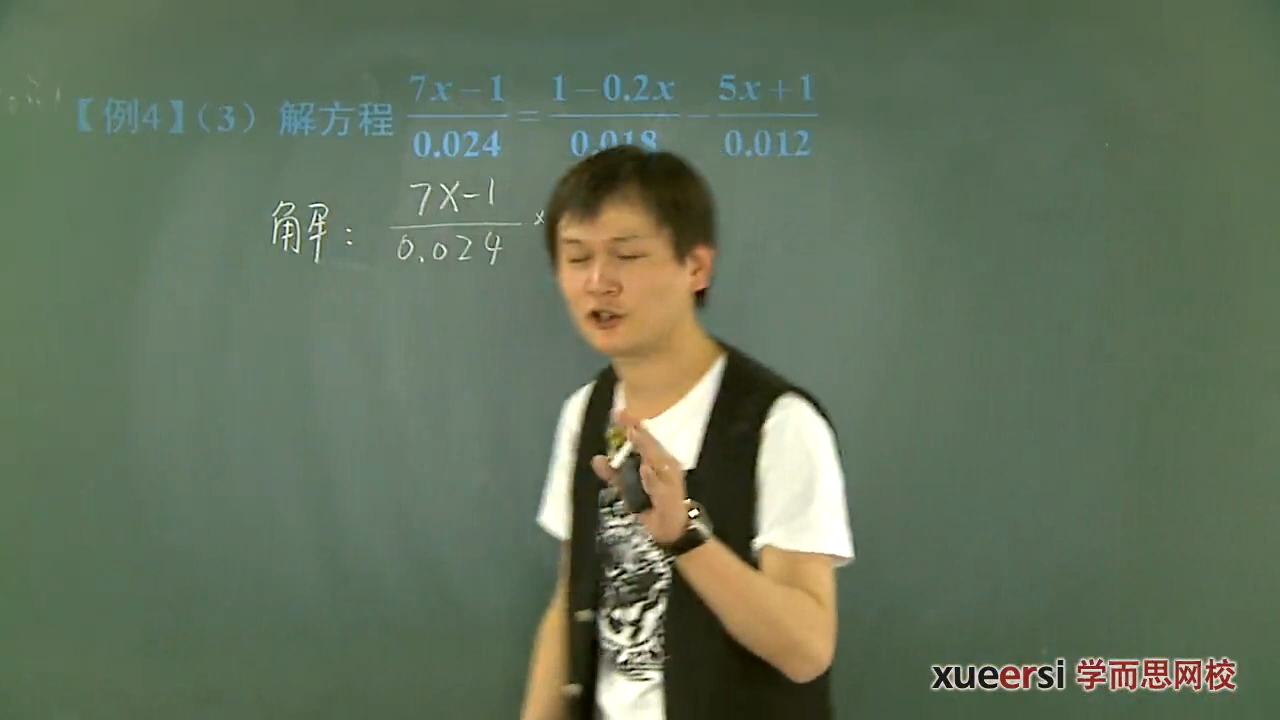 【例4】（3）解方程 \frac{7x-1}{0.024} = \frac{1-0.2x}{0.018} - \frac{5x+1}{0.012}
解： \frac{7X-1}{0.024} ×
xueersi 学而思网校